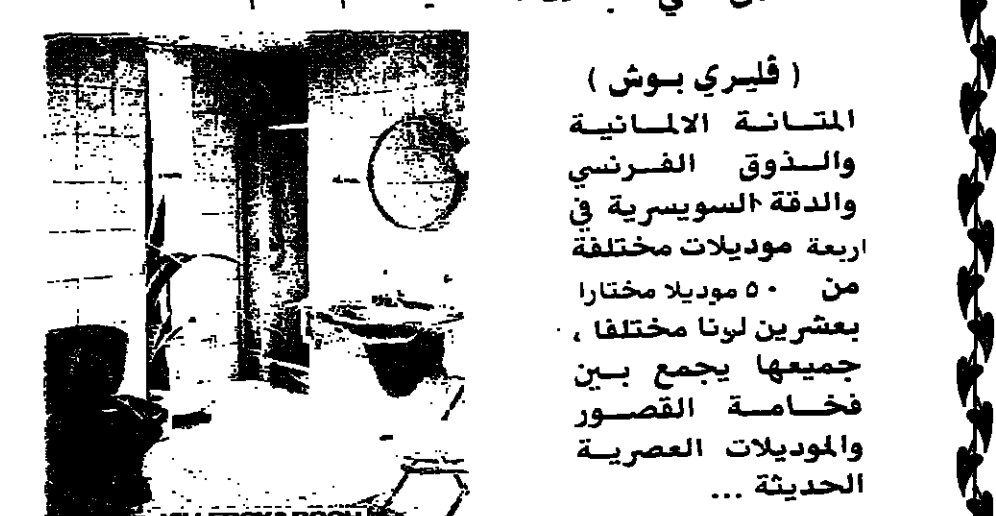 ( ڤليري بوش )
المتانة الالمانية
والذوق الفرنسي
والدقة السويسرية في
اربعة موديلات مختلفة
من ٥٠ موديلا مختارا
بعشرين لونا مختلفا ،
جميعها يجمع بين
فخامة القصور
والموديلات العصرية
الحديثة ...